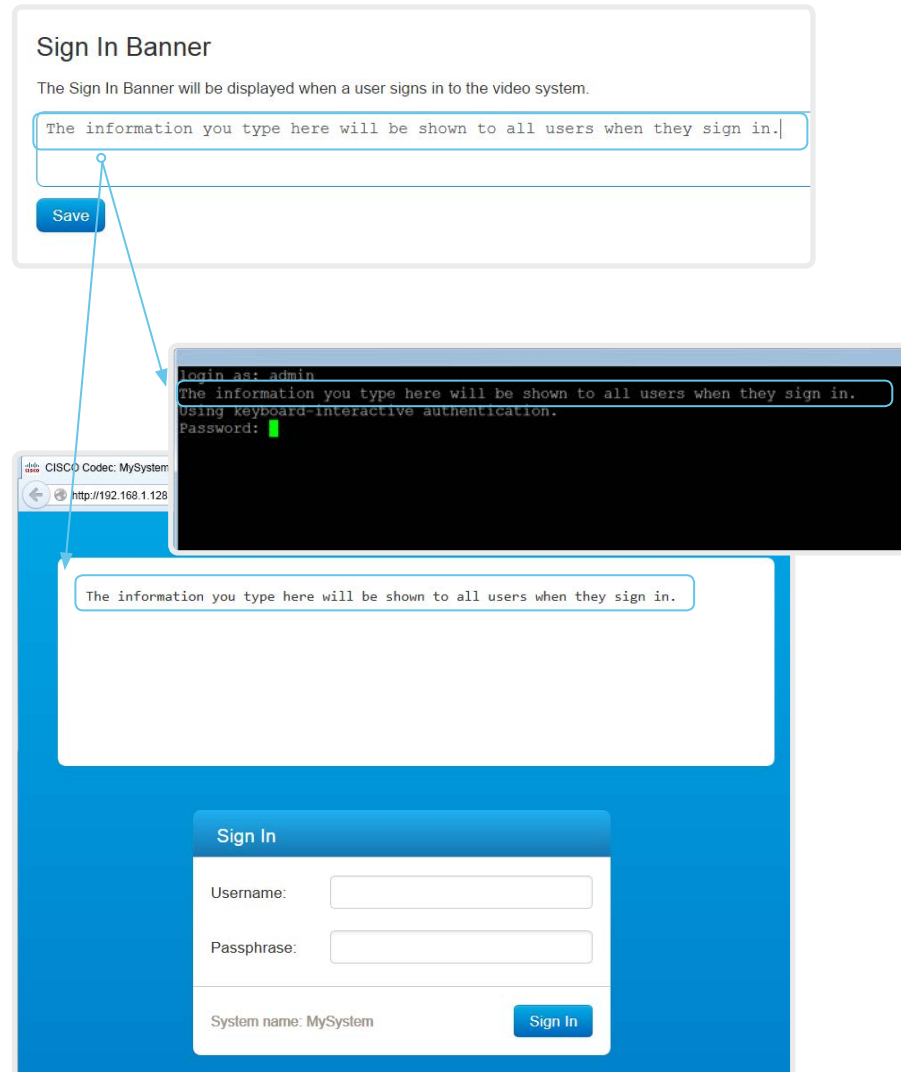 Sign In Banner
The Sign In Banner will be displayed when a user signs in to the video system.
The information you type here will be shown to all users when they sign in.
Save
login as: admin
The information you type here will be shown to all users when they sign in.
Using keyboard-interactive authentication.
Password:
CISCO Codec: MySystem
http://192.168.1.128
The information you type here will be shown to all users when they sign in.
Sign In
Username:
Passphrase:
System name: MySystem
Sign In